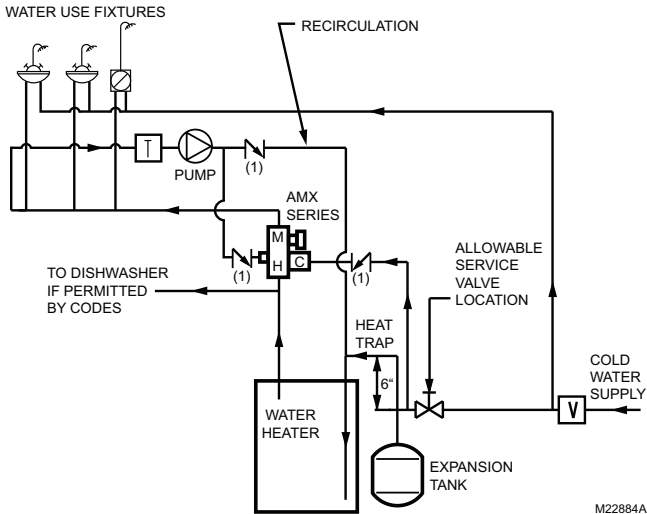 WATER USE FIXTURES
RECIRCULATION
T
PUMP
(1)
AMX
SERIES
M
H
C
(1)
(1)
ALLOWABLE
SERVICE
VALVE
LOCATION
TO DISHWASHER
IF PERMITTED
BY CODES
HEAT
TRAP
6"
COLD
WATER
SUPPLY
V
WATER
HEATER
EXPANSION
TANK
M22884A